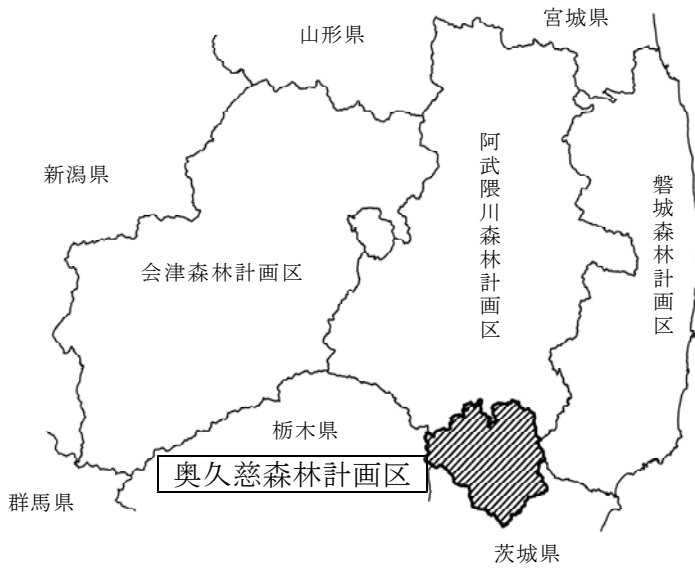 宮城県
山形県
新潟県
阿武隈川森林計画区
磐城森林計画区
会津森林計画区
栃木県
奥久慈森林計画区
群馬県
茨城県